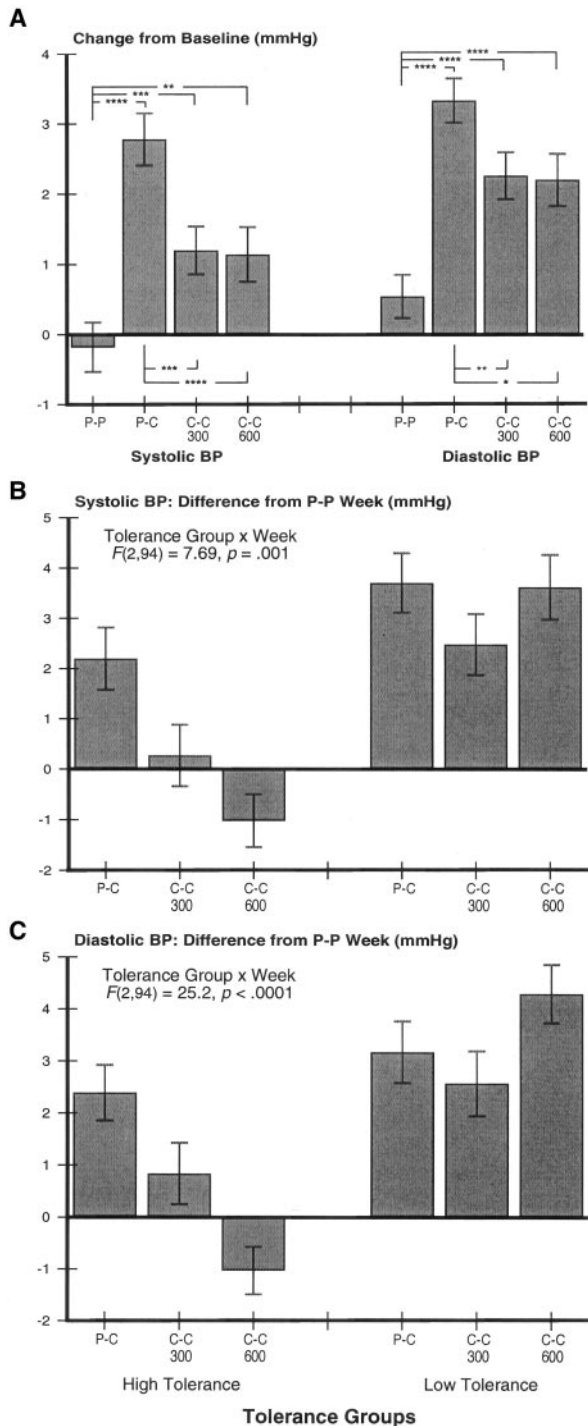 A
Change from Baseline (mmHg)
**
***
****
****
****
****
4
3
2
1
0
-1
***
****
**
*
P-P
P-C
C-C
300
C-C
600
P-P
P-C
C-C
300
C-C
600
Systolic BP
Diastolic BP
B
Systolic BP: Difference from P-P Week (mmHg)
Tolerance Group x Week
F(2,94) = 7.69, p = .001
5
4
3
2
1
0
-1
-2
P-C
C-C
300
C-C
600
P-C
C-C
300
C-C
600
C
Diastolic BP: Difference from P-P Week (mmHg)
Tolerance Group x Week
F(2,94) = 25.2, p < .0001
5
4
3
2
1
0
-1
-2
P-C
C-C
300
C-C
600
P-C
C-C
300
C-C
600
High Tolerance
Low Tolerance
Tolerance Groups